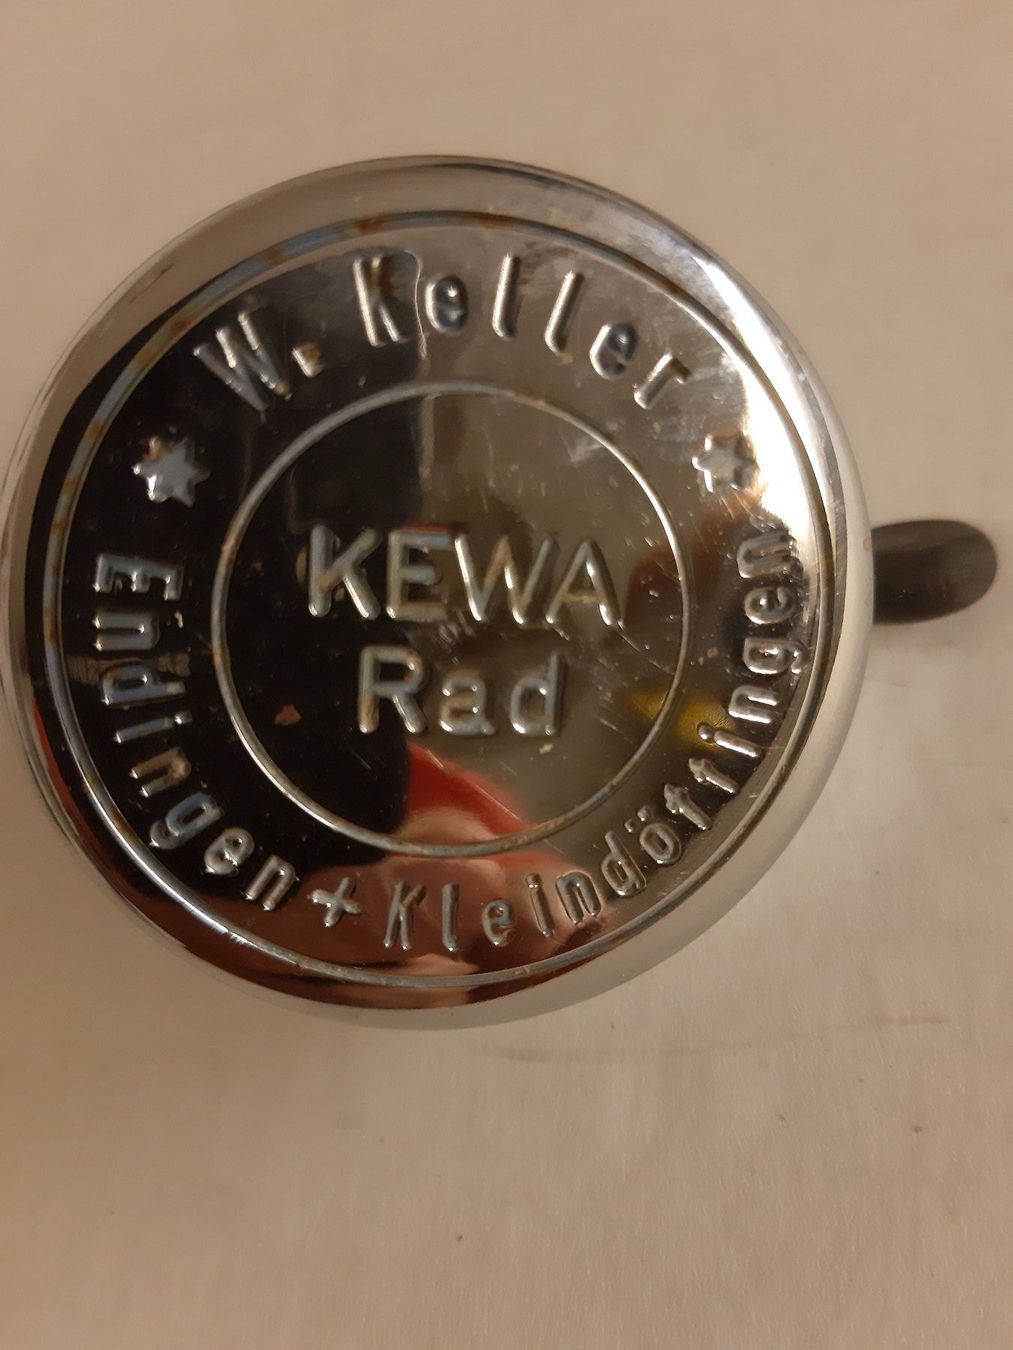 W. Keller
KEWA
Rad
Endingen + Kleindöttingen